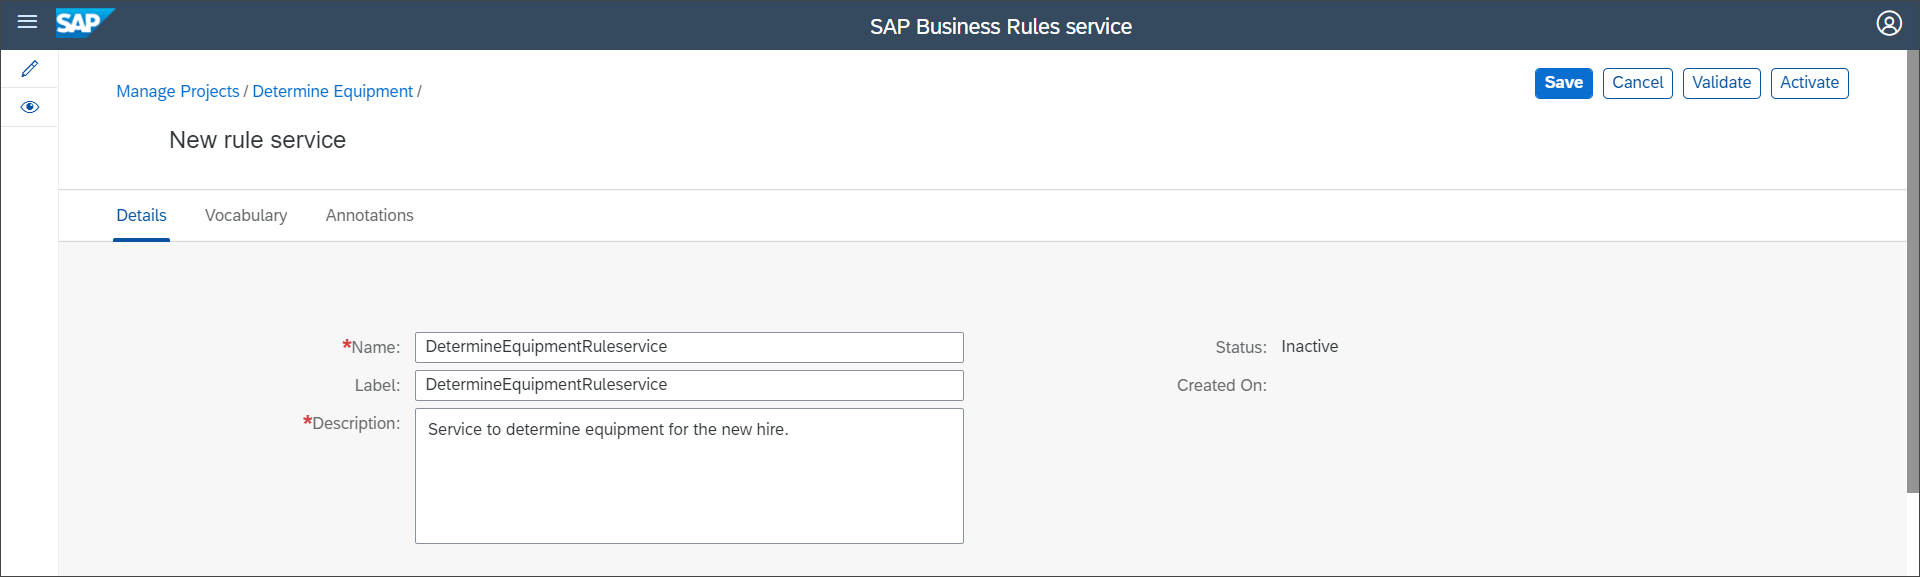 SAP SAP Business Rules service
Manage Projects / Determine Equipment /
Save Cancel Validate Activate
New rule service
Details Vocabulary Annotations
*Name: DetermineEquipmentRuleservice Status: Inactive
Label: DetermineEquipmentRuleservice Created On:
*Description: Service to determine equipment for the new hire.